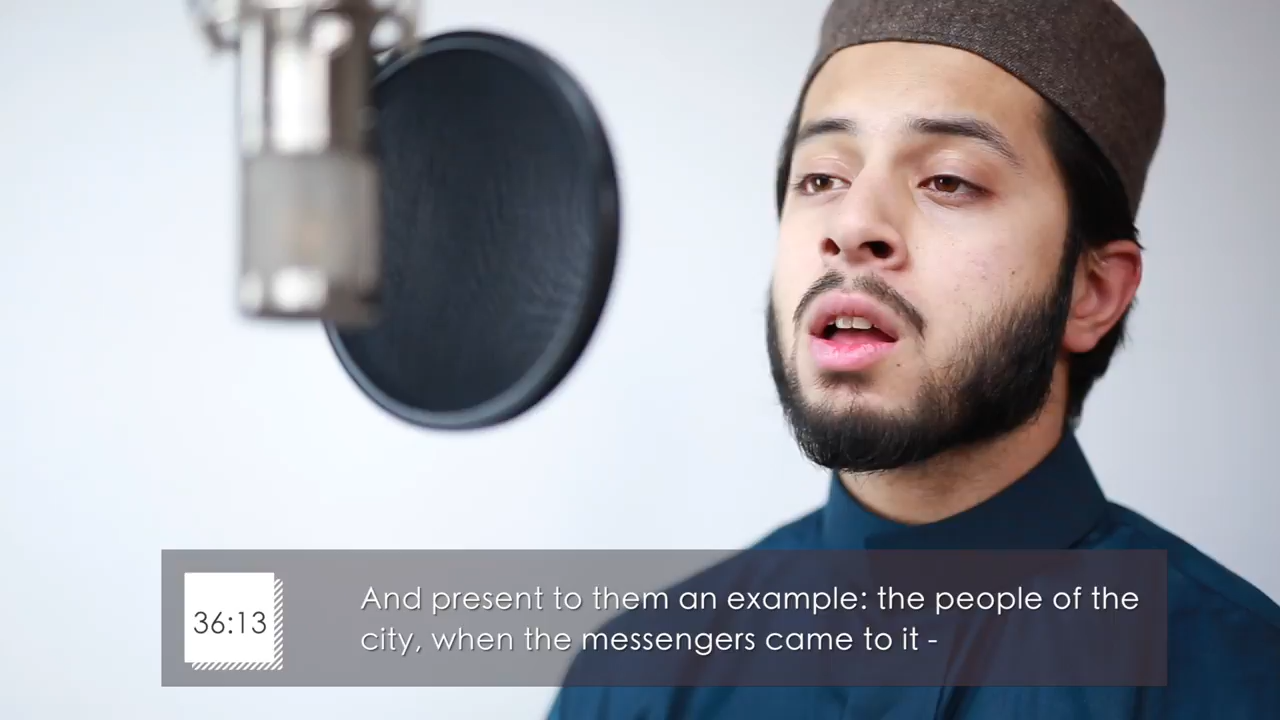 36:13
And present to them an example: the people of the
city, when the messengers came to it -